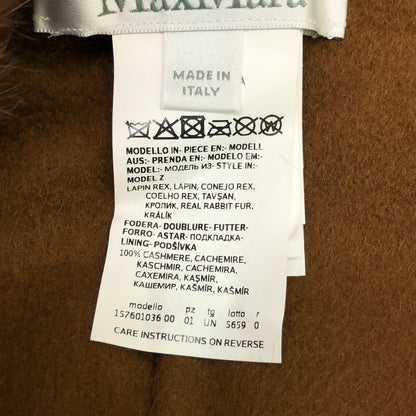 MaxMara
MADE IN
ITALY
A
MODELLO IN- PIECE EN:- MODELL
AUS:- PRENDA EN:- MODELO EM:-
MODEL:- МОДЕЛЬ ИЗ- STYLE IN:-
MODEL Z
LAPIN REX, LAPIN, CONEJO REX,
COELHO REX, TAVŞAN,
КРОЛИК, REAL RABBIT FUR,
KRÁLÍK
FODERA- DOUBLURE- FUTTER-
FORRO- ASTAR- ПОДКЛАДКА-
LINING- PODŠÍVKA
100% CASHMERE, CACHEMIRE,
KASCHMIR, CACHEMIRA,
CAXEMIRA, KAŞMİR,
КАШЕМИР, KAŠMÍR, KAŠMÍR
modello pz tg lotto r
157601036 00 01 UN 5659 0
CARE INSTRUCTIONS ON REVERSE